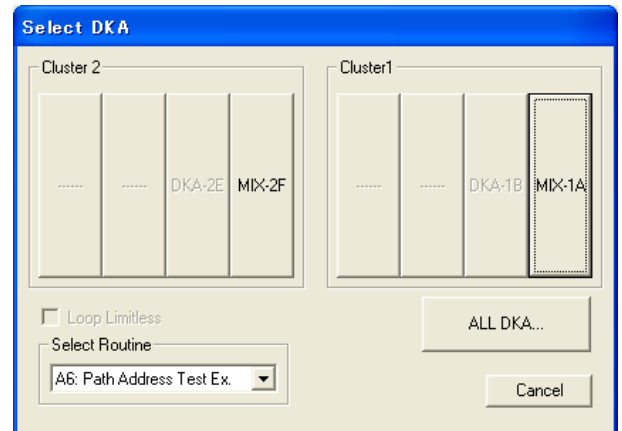 Select DKA
Cluster 2
Cluster1
------ ------ DKA-2E MIX-2F
------ ------ DKA-1B MIX-1A
Loop Limitless
ALL DKA...
Select Routine
A6: Path Address Test Ex.
Cancel